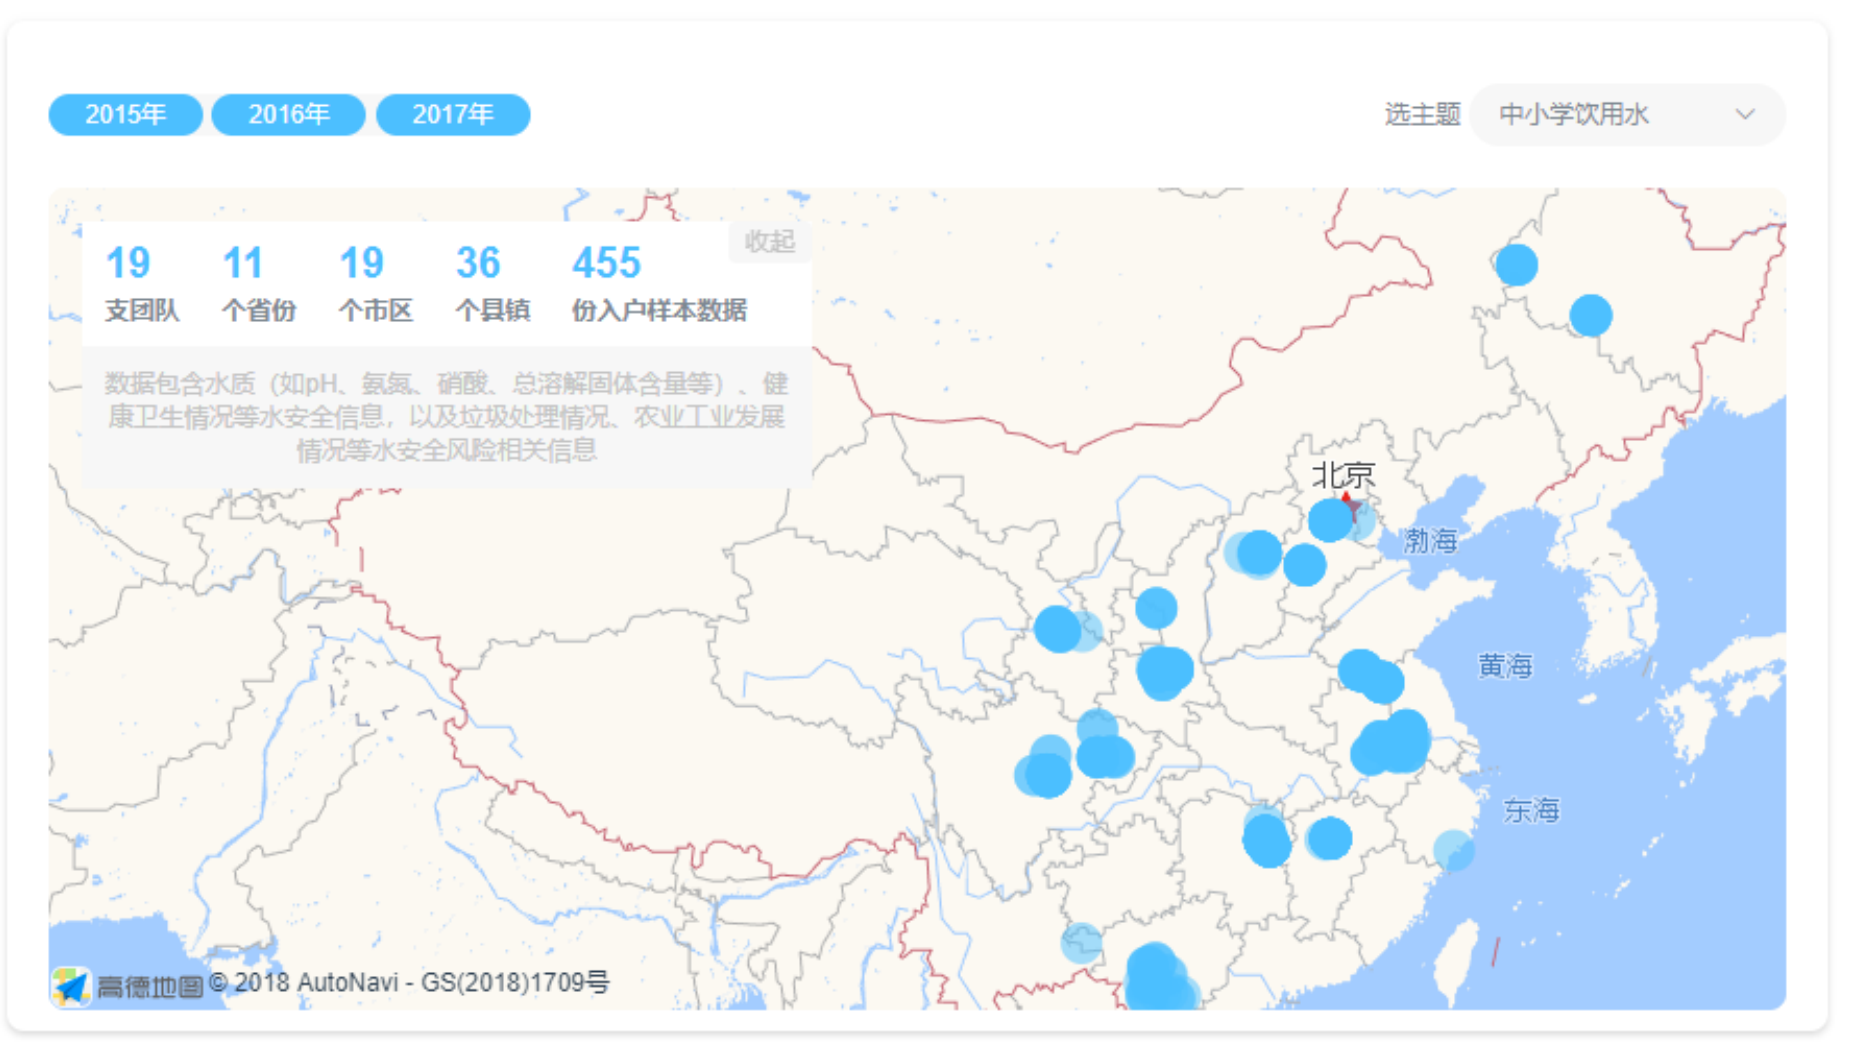 2015年 2016年 2017年 选主题 中小学饮用水
收起
19 11 19 36 455
支团队 个省份 个市区 个县镇 份入户样本数据
数据包含水质（如pH、氨氮、硝酸、总溶解固体含量等）、健
康卫生情况等水安全信息，以及垃圾处理情况、农业工业发展
情况等水安全风险相关信息
北京
渤海
黄海
东海
高德地图 © 2018 AutoNavi - GS(2018)1709号